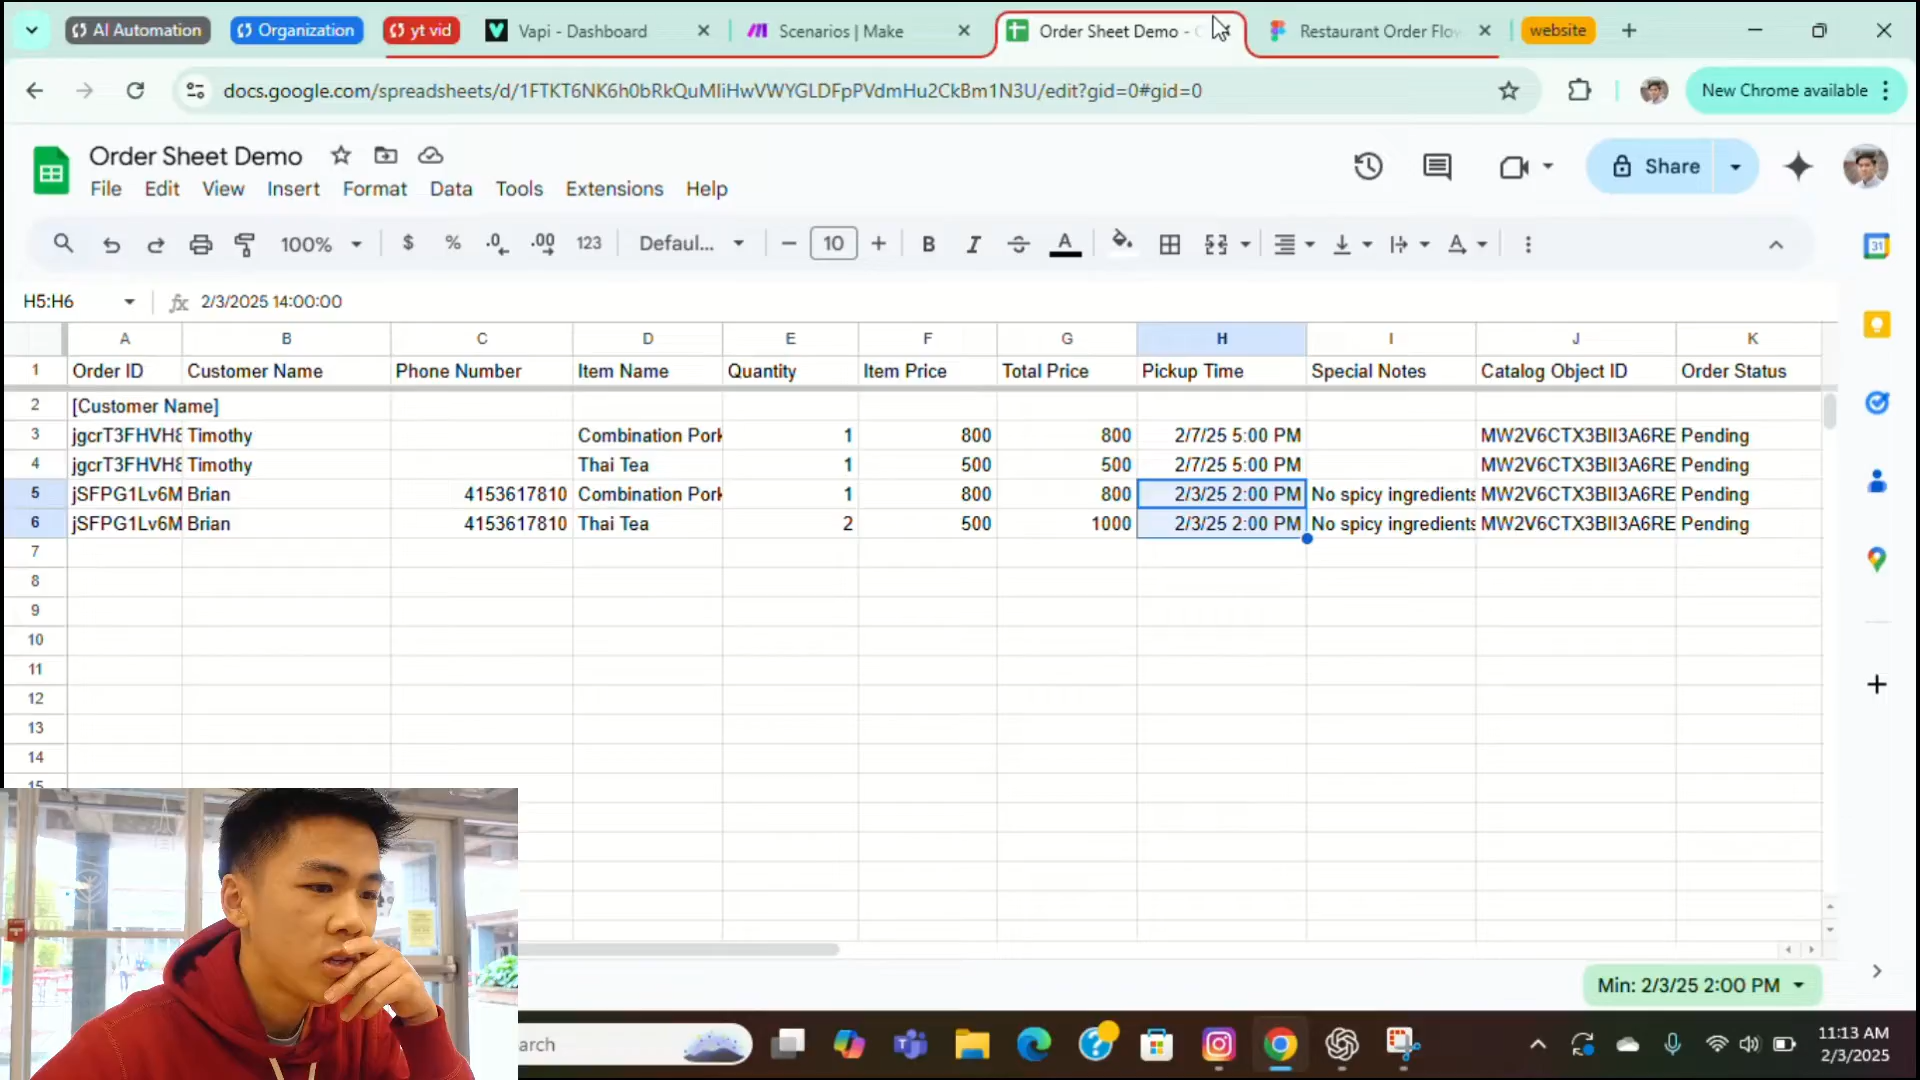 AI Automation
Organization
yt vid
Vapi - Dashboard
Scenarios | Make
Order Sheet Demo -
Restaurant Order Flo
website
docs.google.com/spreadsheets/d/1FTKT6NK6h0bRkQuMIiHwVWYGLDFpPVdmHu2CkBm1N3U/edit?gid=0#gid=0
New Chrome available
Order Sheet Demo
Share
File Edit View Insert Format Data Tools Extensions Help
100% $ % .0 .00 123 Defaul... 10 B I A
31
H5:H6 fx 2/3/2025 14:00:00
A B C D E F G H I J K
1 Order ID Customer Name Phone Number Item Name Quantity Item Price Total Price Pickup Time Special Notes Catalog Object ID Order Status
2 [Customer Name]
3 jgcrT3FHVH8 Timothy Combination Pork 1 800 800 2/7/25 5:00 PM MW2V6CTX3BII3A6RE Pending
4 jgcrT3FHVH8 Timothy Thai Tea 1 500 500 2/7/25 5:00 PM MW2V6CTX3BII3A6RE Pending
5 jSFPG1Lv6M Brian 4153617810 Combination Pork 1 800 800 2/3/25 2:00 PM No spicy ingredients MW2V6CTX3BII3A6RE Pending
6 jSFPG1Lv6M Brian 4153617810 Thai Tea 2 500 1000 2/3/25 2:00 PM No spicy ingredients MW2V6CTX3BII3A6RE Pending
7
8
9
10
11
12
13
14
15
Min: 2/3/25 2:00 PM
arch
11:13 AM
2/3/2025